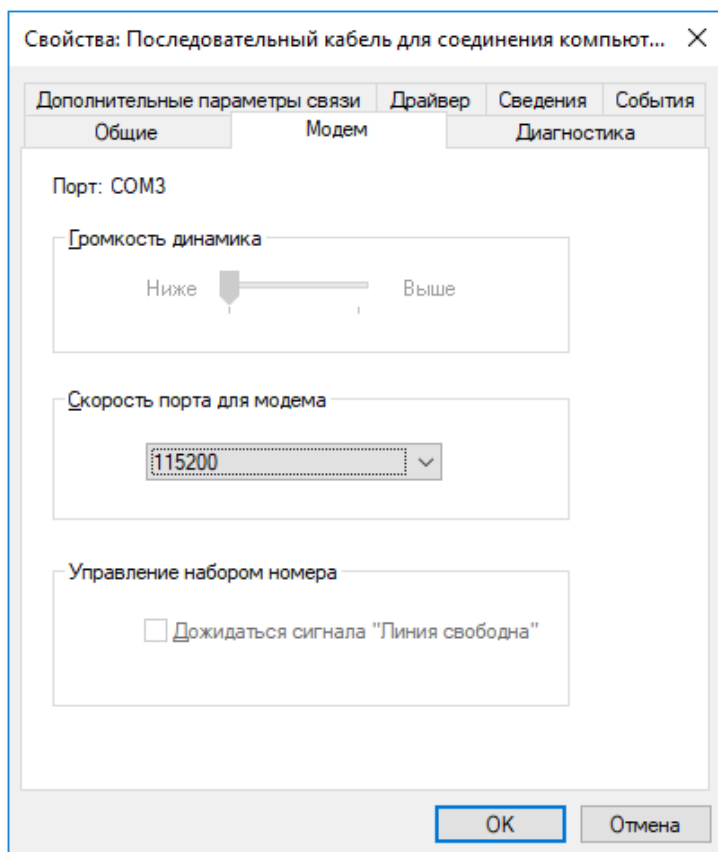 Свойства: Последовательный кабель для соединения компьют...
Дополнительные параметры связи Драйвер Сведения События
Общие Модем Диагностика
Порт: COM3
Громкость динамика
Ниже Выше
Скорость порта для модема
115200
Управление набором номера
Дожидаться сигнала "Линия свободна"
OK Отмена